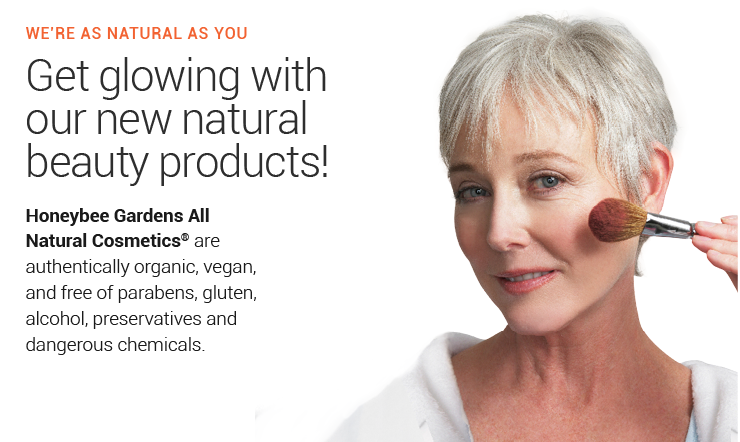 WE'RE AS NATURAL AS YOU
Get glowing with
our new natural
beauty products!
Honeybee Gardens All
Natural Cosmetics® are
authentically organic, vegan,
and free of parabens, gluten,
alcohol, preservatives and
dangerous chemicals.